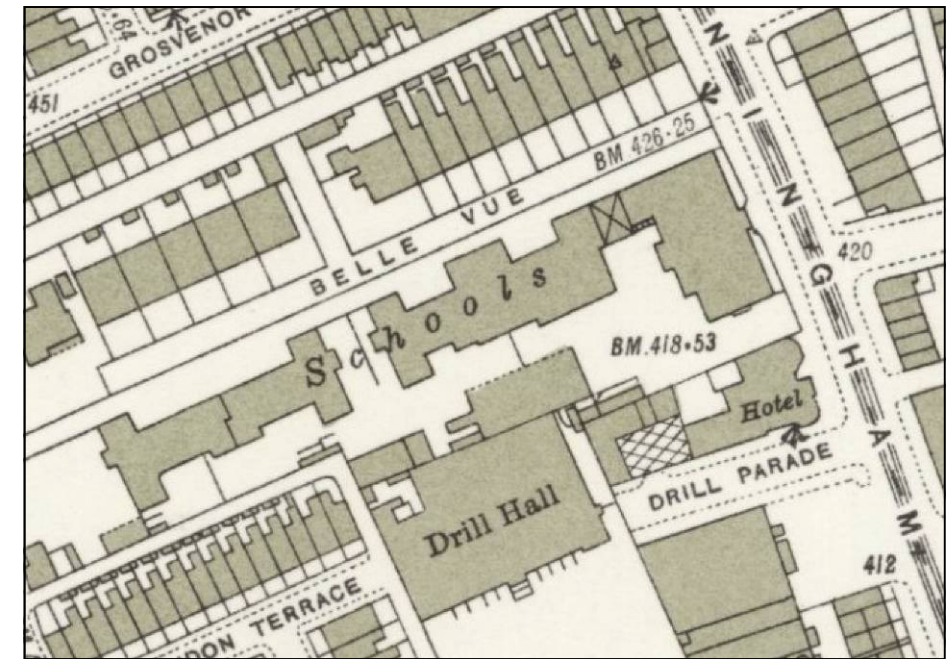 GROSVENOR
64
451
NINGHAM
BM 426·25
BELLE VUE
420
Schools
BM.418·53
Hotel
DRILL PARADE
Drill Hall
412
DON TERRACE